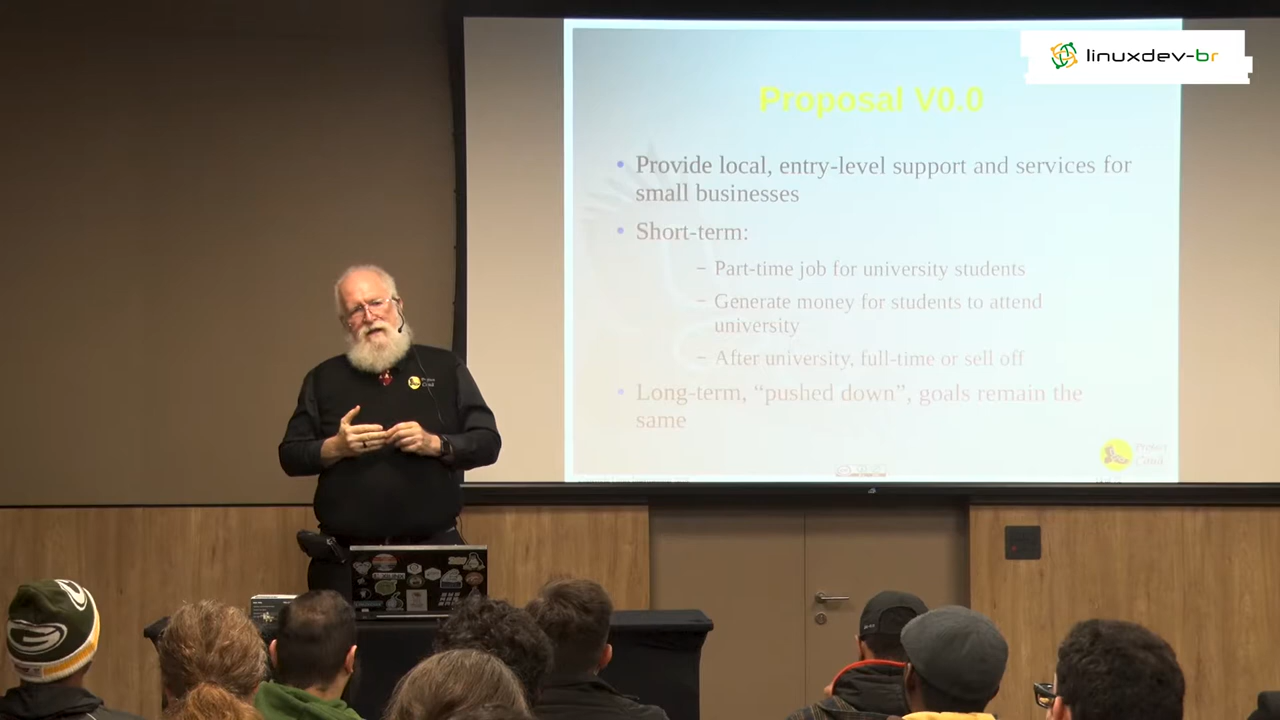 linuxdev-br
Proposal V0.0
• Provide local, entry-level support and services for
small businesses
• Short-term:
– Part-time job for university students
– Generate money for students to attend
university
– After university, full-time or sell off
• Long-term, “pushed down”, goals remain the
same
Project
Cauã